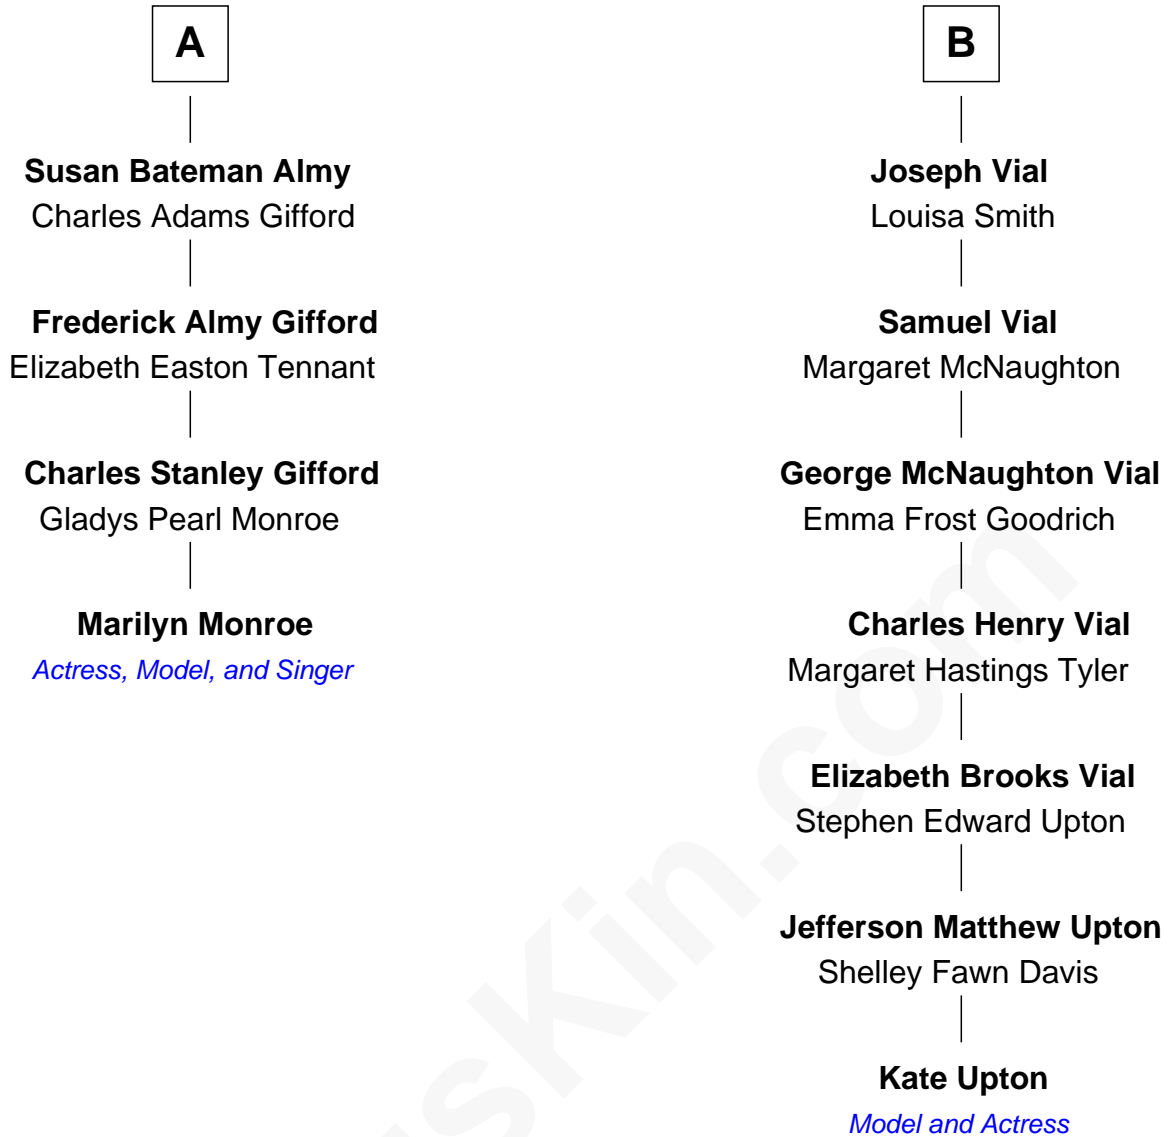 A
Susan Bateman Almy
Charles Adams Gifford
Frederick Almy Gifford
Elizabeth Easton Tennant
Charles Stanley Gifford
Gladys Pearl Monroe
Marilyn Monroe
Actress, Model, and Singer
B
Joseph Vial
Louisa Smith
Samuel Vial
Margaret McNaughton
George McNaughton Vial
Emma Frost Goodrich
Charles Henry Vial
Margaret Hastings Tyler
Elizabeth Brooks Vial
Stephen Edward Upton
Jefferson Matthew Upton
Shelley Fawn Davis
Kate Upton
Model and Actress